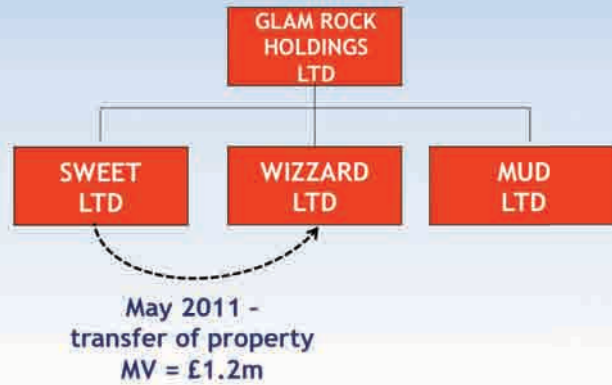 GLAM ROCK
HOLDINGS
LTD
SWEET
LTD
WIZZARD
LTD
MUD
LTD
May 2011 -
transfer of property
MV = £1.2m